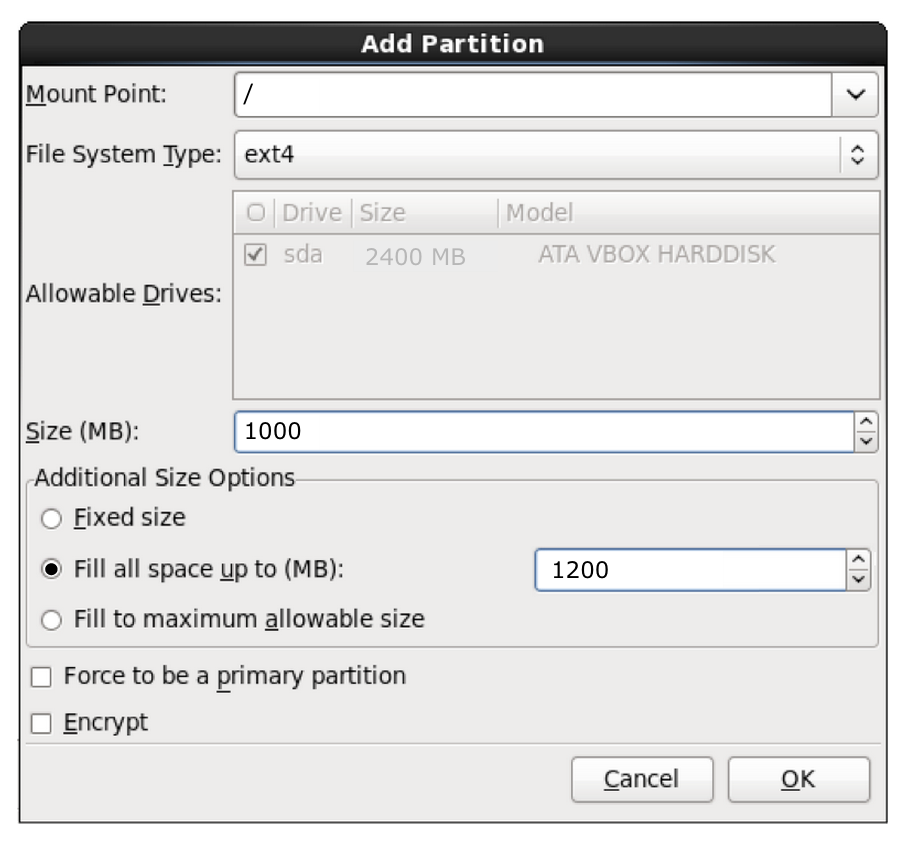 Add Partition
Mount Point: /
File System Type: ext4
Drive Size Model
sda 2400 MB ATA VBOX HARDDISK
Allowable Drives:
Size (MB): 1000
Additional Size Options
Fixed size
Fill all space up to (MB): 1200
Fill to maximum allowable size
Force to be a primary partition
Encrypt
Cancel OK